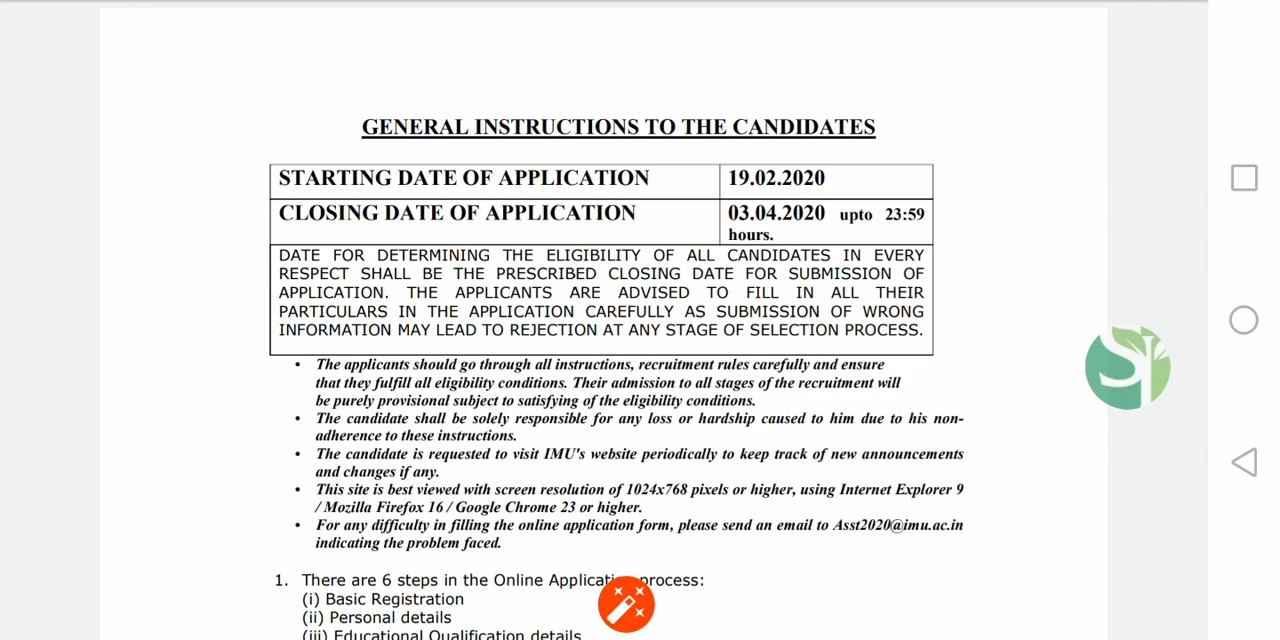 GENERAL INSTRUCTIONS TO THE CANDIDATES
STARTING DATE OF APPLICATION 19.02.2020
CLOSING DATE OF APPLICATION 03.04.2020 upto 23:59
hours.
DATE FOR DETERMINING THE ELIGIBILITY OF ALL CANDIDATES IN EVERY
RESPECT SHALL BE THE PRESCRIBED CLOSING DATE FOR SUBMISSION OF
APPLICATION. THE APPLICANTS ARE ADVISED TO FILL IN ALL THEIR
PARTICULARS IN THE APPLICATION CAREFULLY AS SUBMISSION OF WRONG
INFORMATION MAY LEAD TO REJECTION AT ANY STAGE OF SELECTION PROCESS.
• The applicants should go through all instructions, recruitment rules carefully and ensure
that they fulfill all eligibility conditions. Their admission to all stages of the recruitment will
be purely provisional subject to satisfying of the eligibility conditions.
• The candidate shall be solely responsible for any loss or hardship caused to him due to his non-
adherence to these instructions.
• The candidate is requested to visit IMU's website periodically to keep track of new announcements
and changes if any.
• This site is best viewed with screen resolution of 1024x768 pixels or higher, using Internet Explorer 9
/ Mozilla Firefox 16 / Google Chrome 23 or higher.
• For any difficulty in filling the online application form, please send an email to Asst2020@imu.ac.in
indicating the problem faced.
1. There are 6 steps in the Online Application process:
(i) Basic Registration
(ii) Personal details
(iii) Educational Qualification details